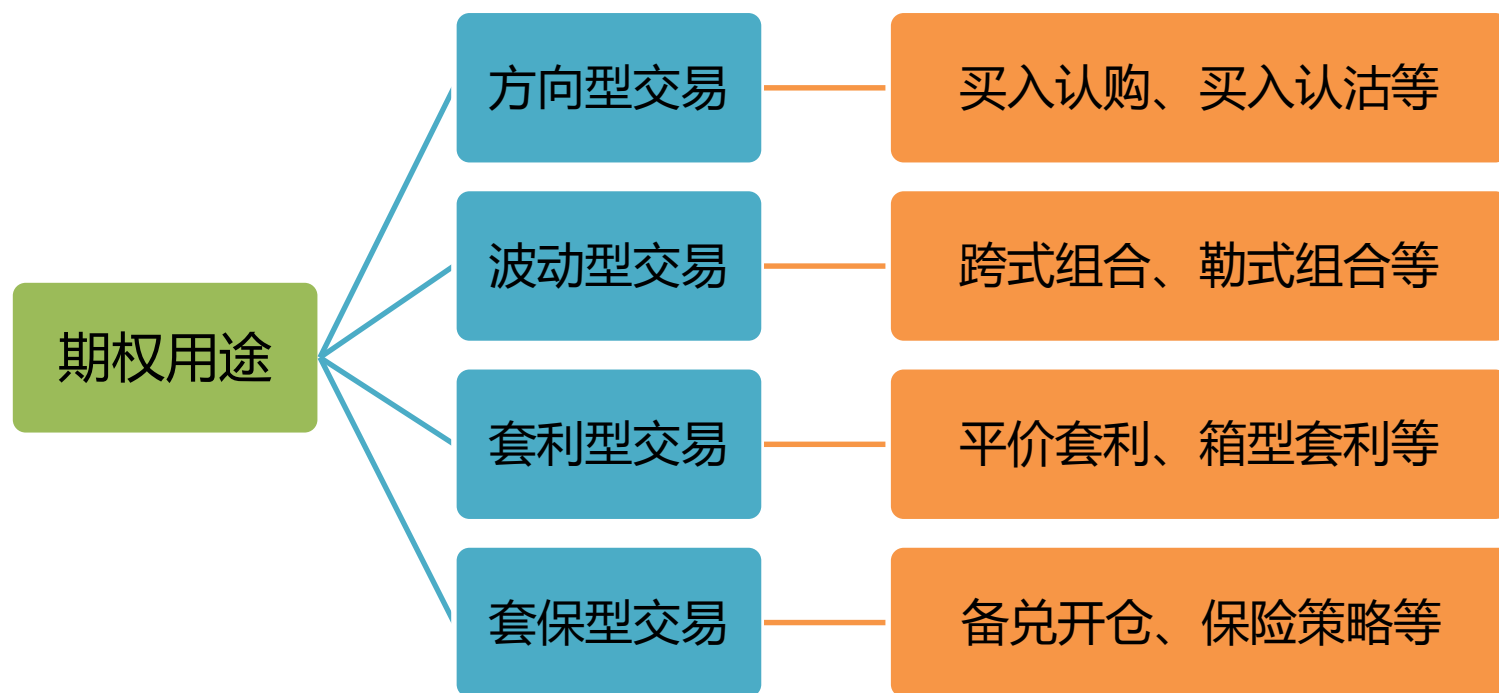 期权用途
方向型交易
买入认购、买入认沽等
波动型交易
跨式组合、勒式组合等
套利型交易
平价套利、箱型套利等
套保型交易
备兑开仓、保险策略等